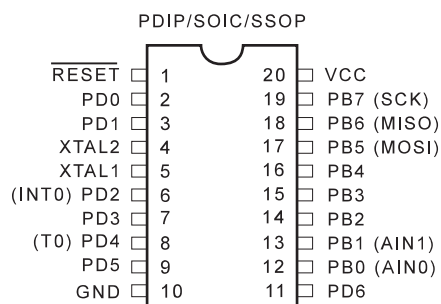 PDIP/SOIC/SSOP
RESET 1 20 VCC
PD0 2 19 PB7 (SCK)
PD1 3 18 PB6 (MISO)
XTAL2 4 17 PB5 (MOSI)
XTAL1 5 16 PB4
(INT0) PD2 6 15 PB3
PD3 7 14 PB2
(T0) PD4 8 13 PB1 (AIN1)
PD5 9 12 PB0 (AIN0)
GND 10 11 PD6